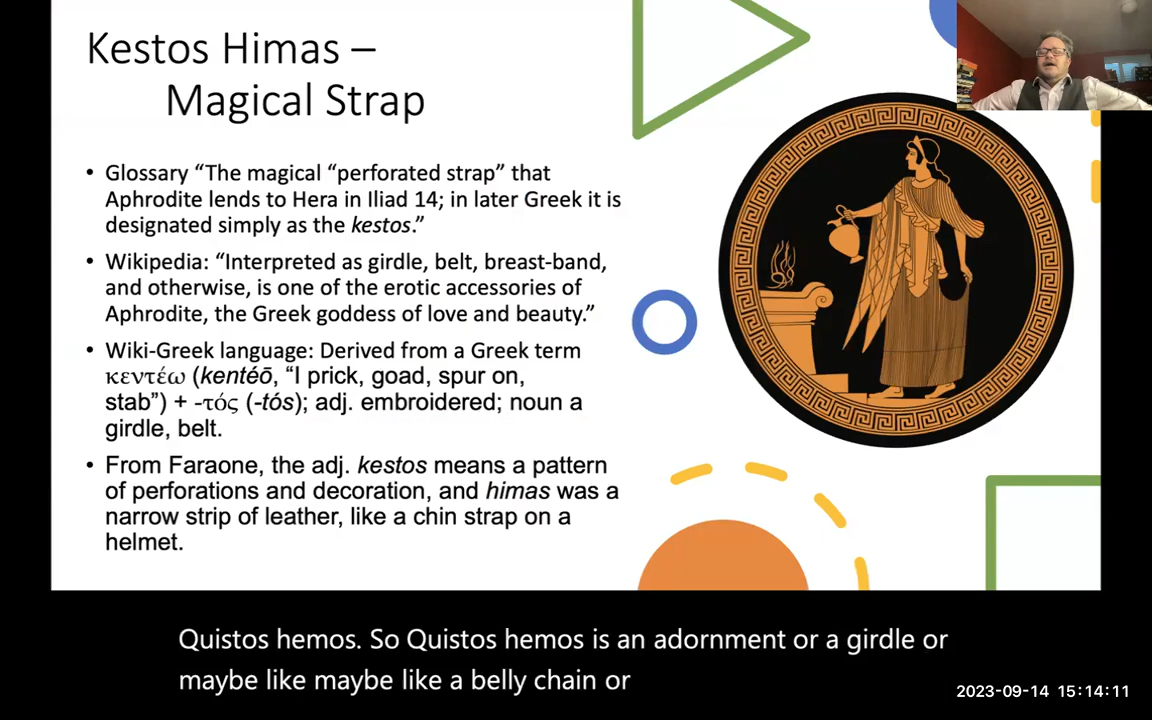 Kestos Himas –
Magical Strap
• Glossary “The magical “perforated strap” that
Aphrodite lends to Hera in Iliad 14; in later Greek it is
designated simply as the kestos.”
• Wikipedia: “Interpreted as girdle, belt, breast-band,
and otherwise, is one of the erotic accessories of
Aphrodite, the Greek goddess of love and beauty.”
• Wiki-Greek language: Derived from a Greek term
κεντέω (kentéō, “I prick, goad, spur on,
stab”) + -τός (-tós); adj. embroidered; noun a
girdle, belt.
• From Faraone, the adj. kestos means a pattern
of perforations and decoration, and himas was a
narrow strip of leather, like a chin strap on a
helmet.
Quistos hemos. So Quistos hemos is an adornment or a girdle or
maybe like maybe like a belly chain or
2023-09-14 15:14:11